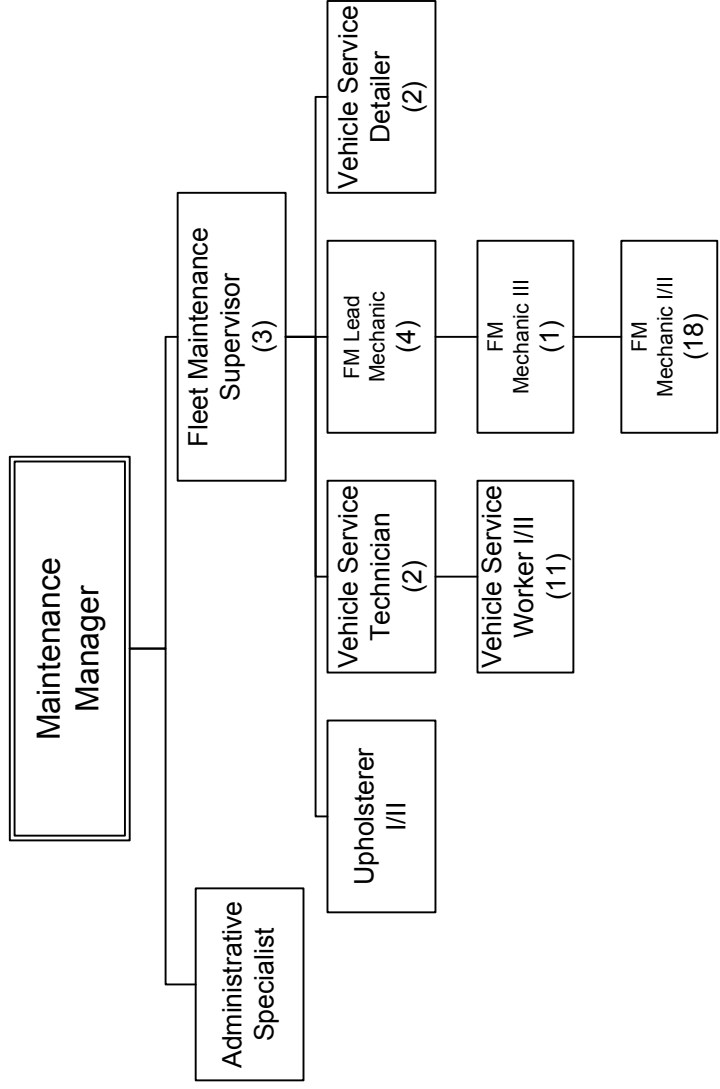 Maintenance
Manager
Administrative
Specialist
Fleet Maintenance
Supervisor
(3)
Upholsterer
I/II
Vehicle Service
Technician
(2)
FM Lead
Mechanic
(4)
Vehicle Service
Detailer
(2)
Vehicle Service
Worker I/II
(11)
FM
Mechanic III
(1)
FM
Mechanic I/II
(18)